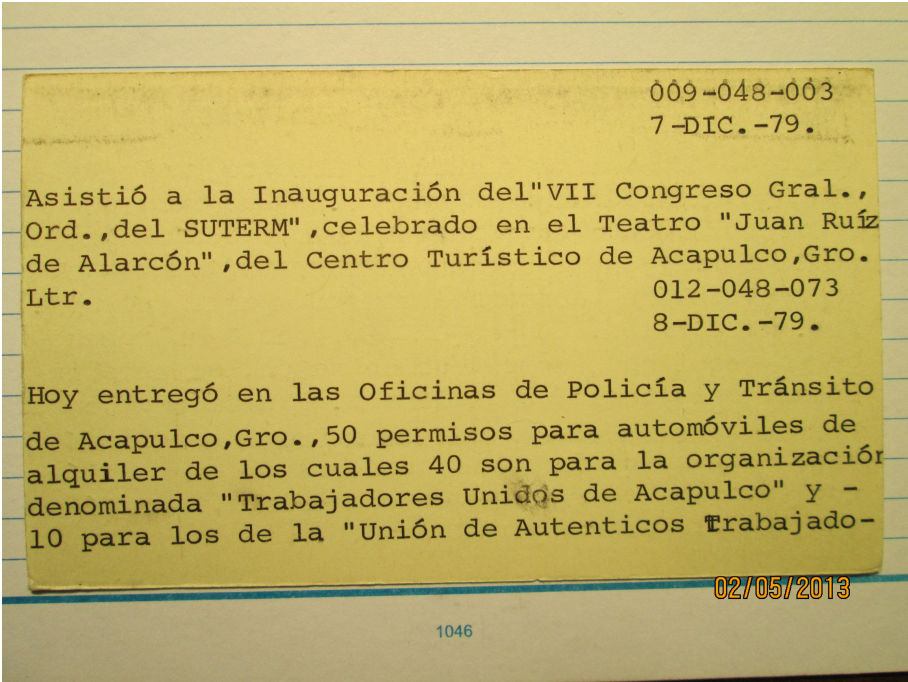 009-048-003
7-DIC.-79.
Asistió a la Inauguración del"VII Congreso Gral.,
Ord.,del SUTERM",celebrado en el Teatro "Juan Ruíz
de Alarcón",del Centro Turístico de Acapulco,Gro.
Ltr.
012-048-073
8-DIC.-79.
Hoy entregó en las Oficinas de Policía y Tránsito
de Acapulco,Gro.,50 permisos para automóviles de
alquiler de los cuales 40 son para la organización
denominada "Trabajadores Unidos de Acapulco" y -
10 para los de la "Unión de Autenticos Trabajado-
02/05/2013
1046